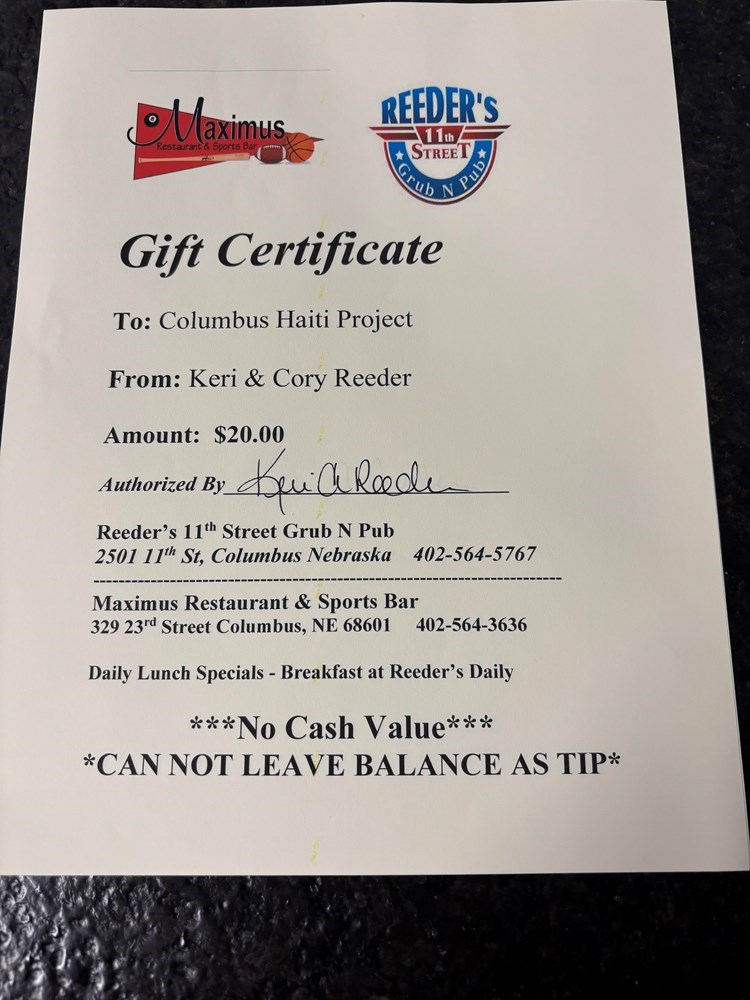 Maximus
Restaurant & Sports Bar
REEDER'S
11th
STREET
Grub N Pub
Gift Certificate
To: Columbus Haiti Project
From: Keri & Cory Reeder
Amount: $20.00
Authorized By Keri A Reeder
Reeder's 11th Street Grub N Pub
2501 11th St, Columbus Nebraska 402-564-5767
--------------------------------------------------------------------------------
Maximus Restaurant & Sports Bar
329 23rd Street Columbus, NE 68601 402-564-3636
Daily Lunch Specials - Breakfast at Reeder's Daily
***No Cash Value***
*CAN NOT LEAVE BALANCE AS TIP*